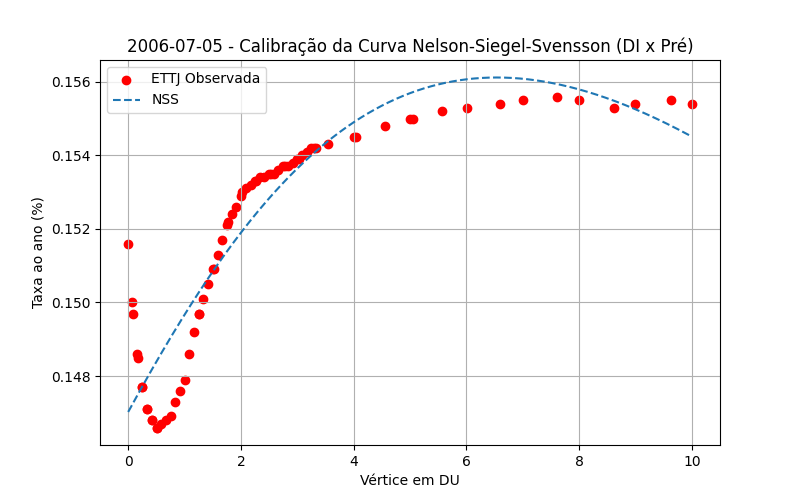 2006-07-05 - Calibração da Curva Nelson-Siegel-Svensson (DI x Pré)
ETTJ Observada
NSS
Taxa ao ano (%)
0.156
0.154
0.152
0.150
0.148
0 2 4 6 8 10
Vértice em DU